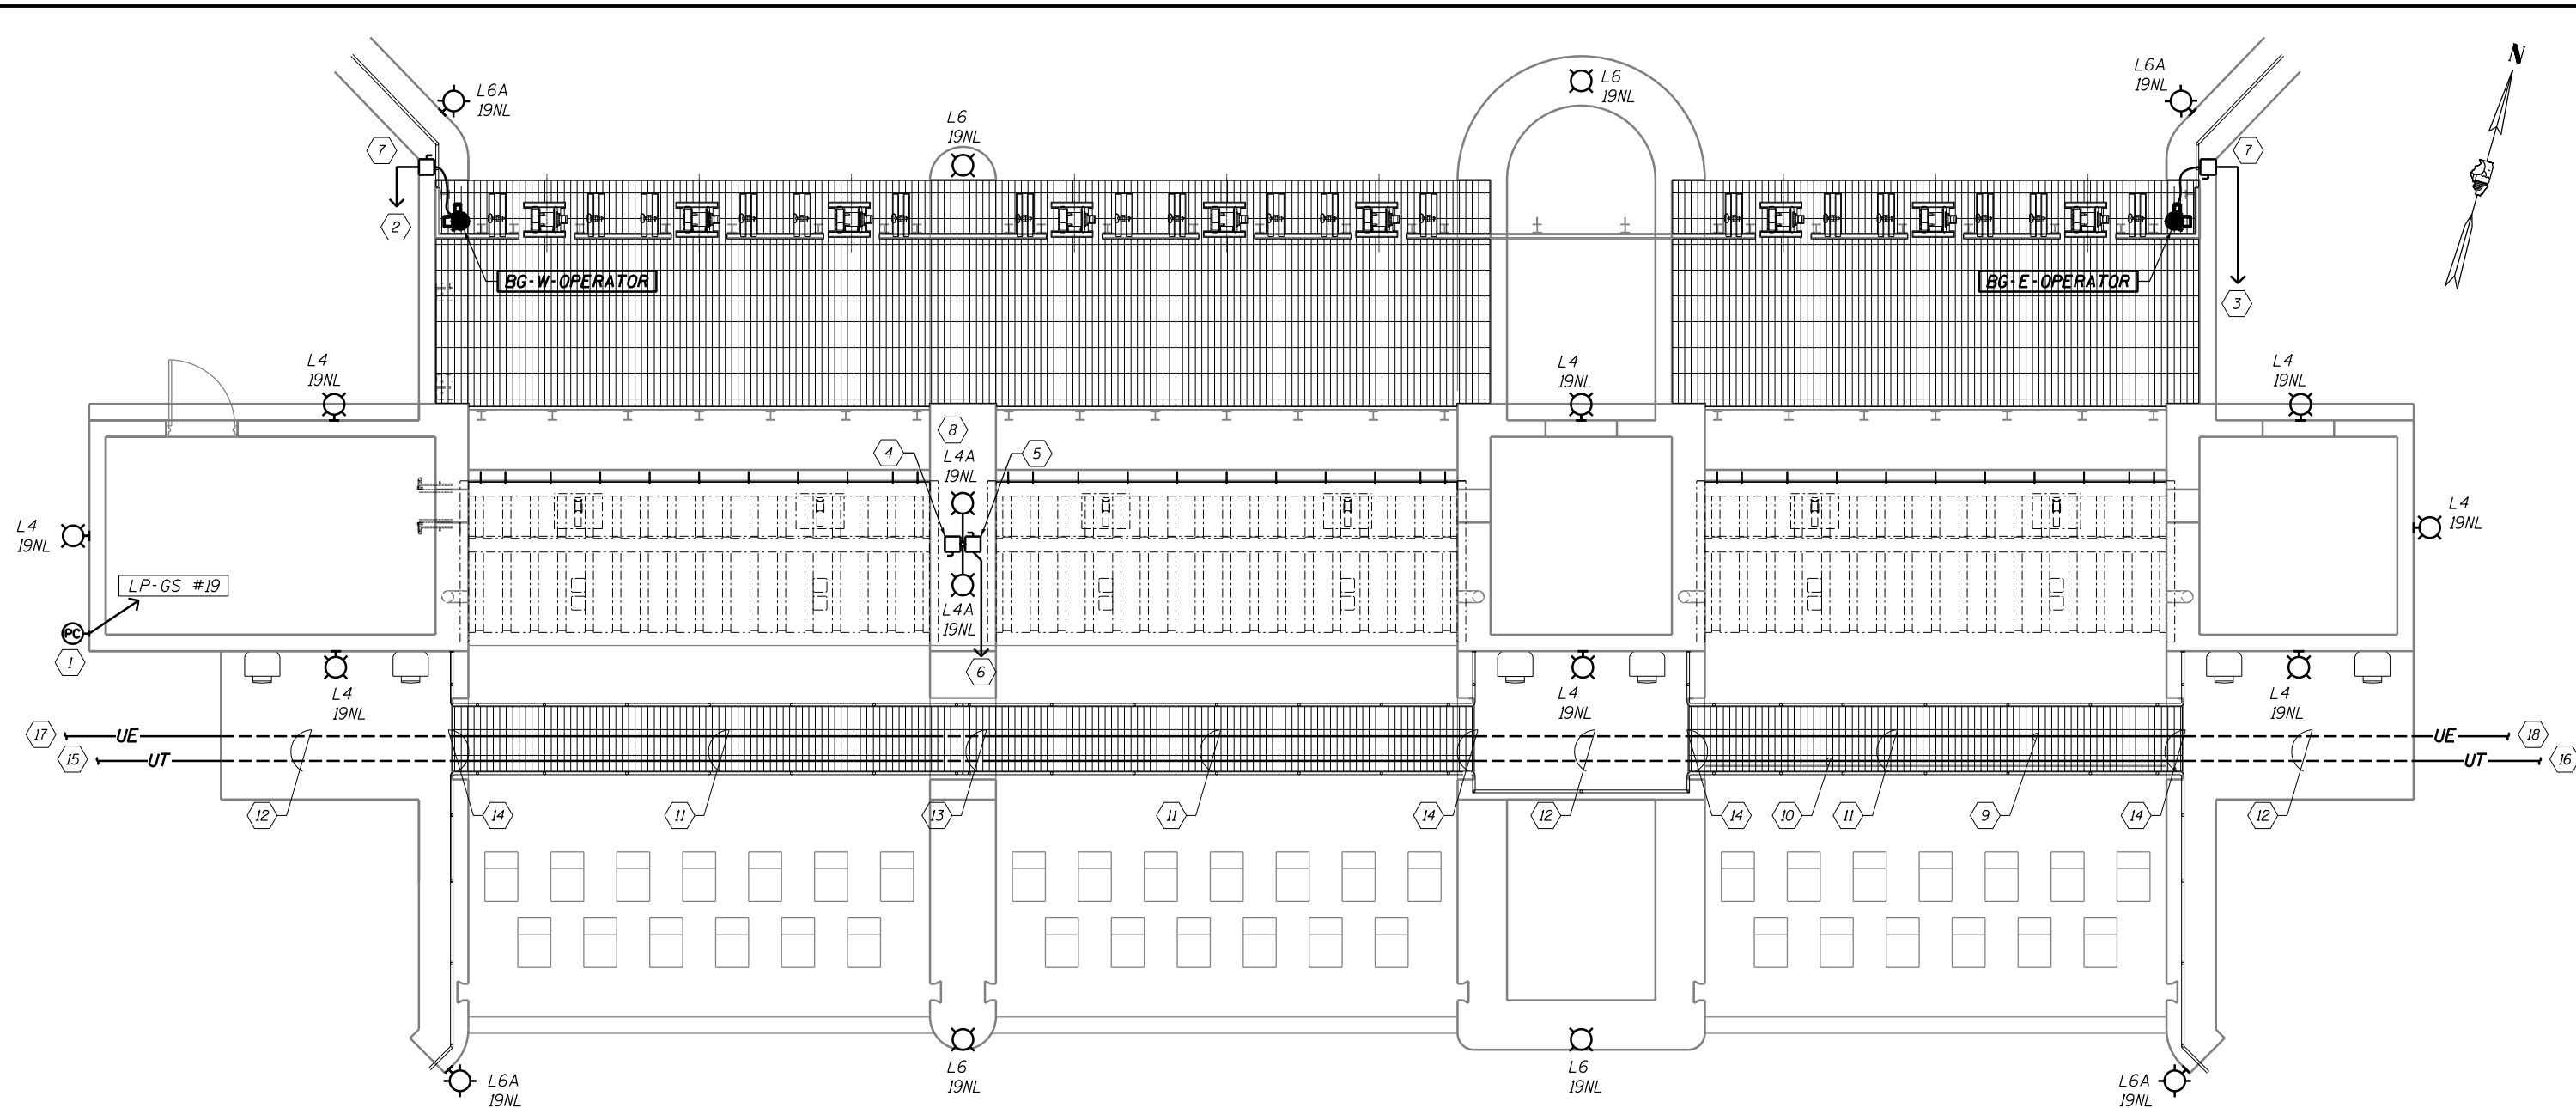 N
L6A
19NL
L6
19NL
L6
19NL
L6A
19NL
7
7
2
BG-W-OPERATOR
BG-E-OPERATOR
3
L4
19NL
L4
19NL
L4
19NL
8
4
L4A
19NL
5
L4
19NL
L4
19NL
LP-GS #19
PC
1
L4A
19NL
6
L4
19NL
L4
19NL
L4
19NL
17
UE
UE
18
15
UT
UT
16
12
14
11
13
11
14
12
14
10
11
9
14
12
L6A
19NL
L6
19NL
L6
19NL
L6A
19NL